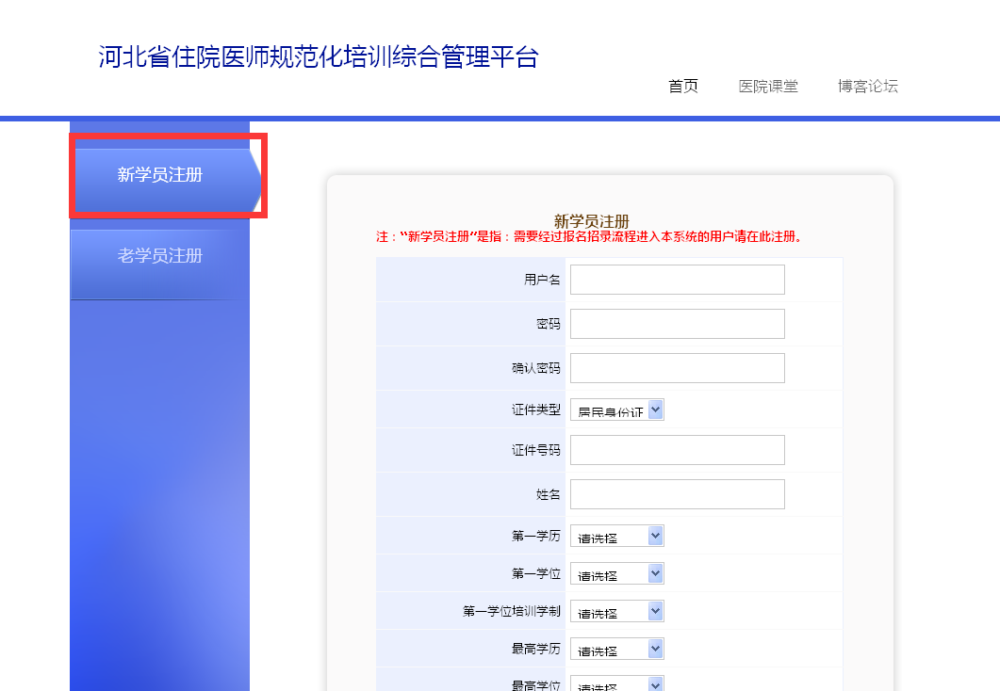 河北省住院医师规范化培训综合管理平台
首页 医院课堂 博客论坛
新学员注册
老学员注册
新学员注册
注：“新学员注册”是指：需要经过报名招录流程进入本系统的用户请在此注册。
用户名
密码
确认密码
证件类型 居民身份证
证件号码
姓名
第一学历 请选择
第一学位 请选择
第一学位培训学制 请选择
最高学历 请选择
最高学位 请选择